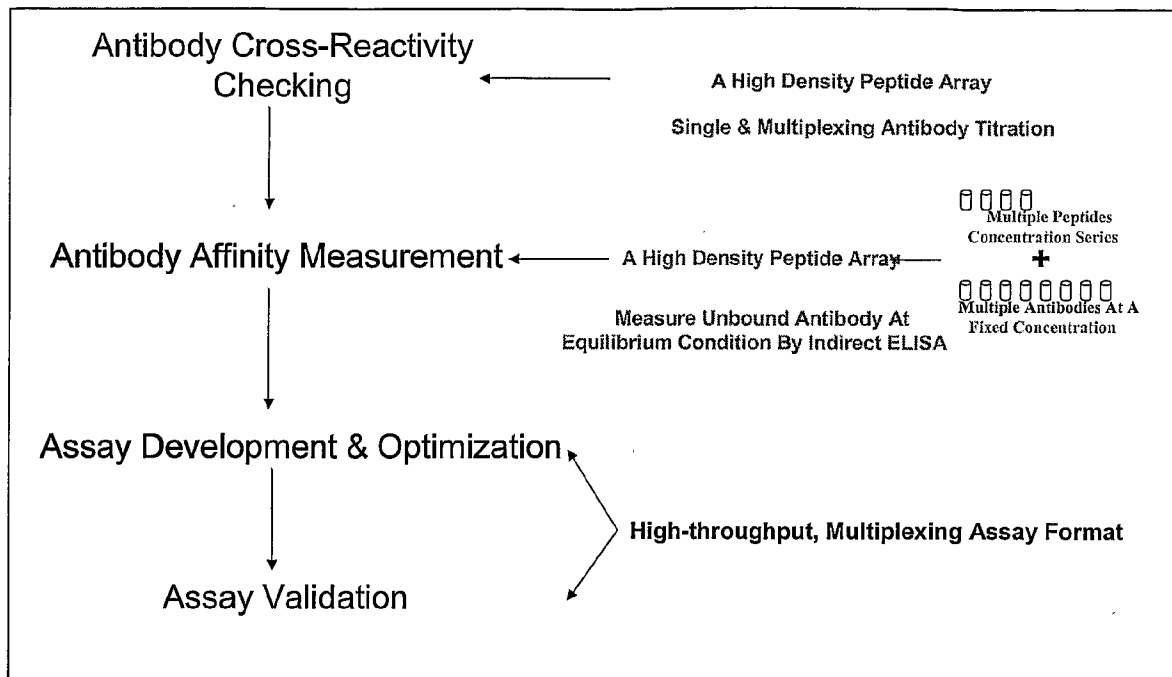 Antibody Cross-Reactivity
Checking
A High Density Peptide Array
Single & Multiplexing Antibody Titration
Multiple Peptides
Concentration Series
+
Antibody Affinity Measurement
A High Density Peptide Array
Multiple Antibodies At A
Fixed Concentration
Measure Unbound Antibody At
Equilibrium Condition By Indirect ELISA
Assay Development & Optimization
High-throughput, Multiplexing Assay Format
Assay Validation